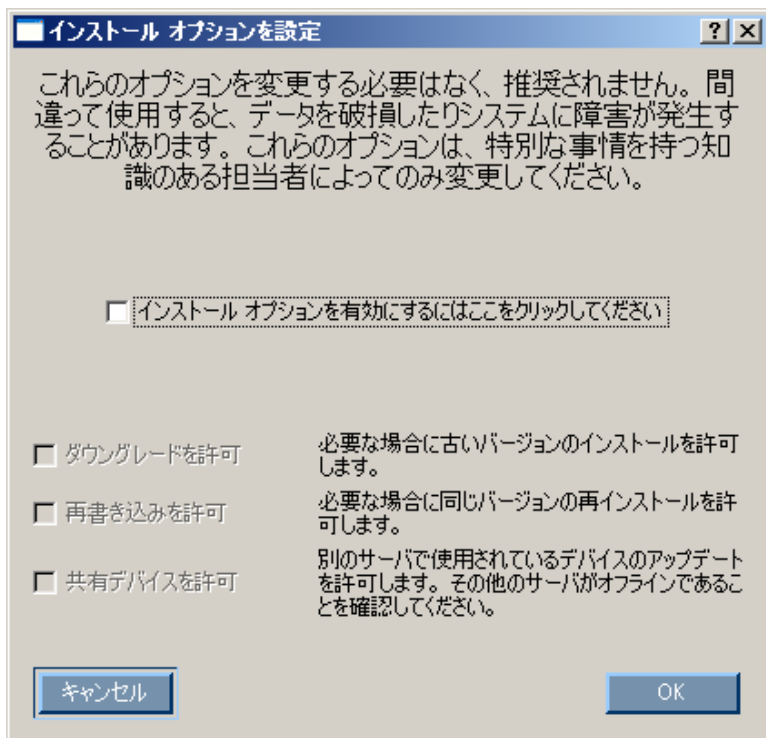 インストール オプションを設定
これらのオプションを変更する必要はなく、推奨されません。間
違って使用すると、データを破損したりシステムに障害が発生す
ることがあります。これらのオプションは、特別な事情を持つ知
識のある担当者によってのみ変更してください。
インストール オプションを有効にするにはここをクリックしてください
ダウングレードを許可
必要な場合に古いバージョンのインストールを許可
します。
再書き込みを許可
必要な場合に同じバージョンの再インストールを許
可します。
共有デバイスを許可
別のサーバで使用されているデバイスのアップデート
を許可します。その他のサーバがオフラインであるこ
とを確認してください。
キャンセル
OK